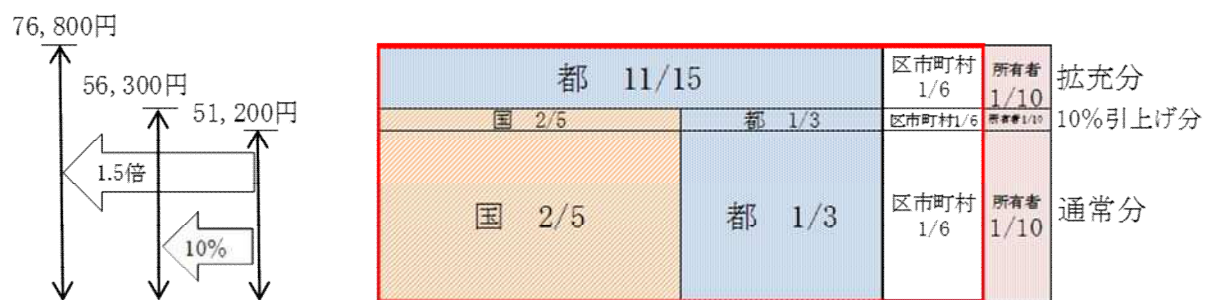 76,800円
56,300円
51,200円
1.5倍
10%
都 11/15
区市町村
1/6
所有者
1/10
拡充分
国 2/5
都 1/3
区市町村1/6
所有者1/10
10%引上げ分
国 2/5
都 1/3
区市町村
1/6
所有者
1/10
通常分